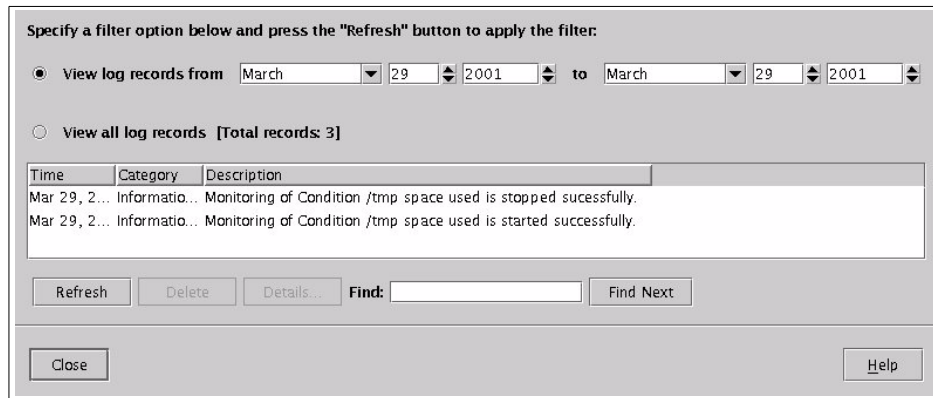 Specify a filter option below and press the "Refresh" button to apply the filter:
View log records from March 29 2001 to March 29 2001
View all log records [Total records: 3]
Time Category Description
Mar 29, 2... Informatio... Monitoring of Condition /tmp space used is stopped sucessfully.
Mar 29, 2... Informatio... Monitoring of Condition /tmp space used is started successfully.
Refresh Delete Details... Find: Find Next
Close Help